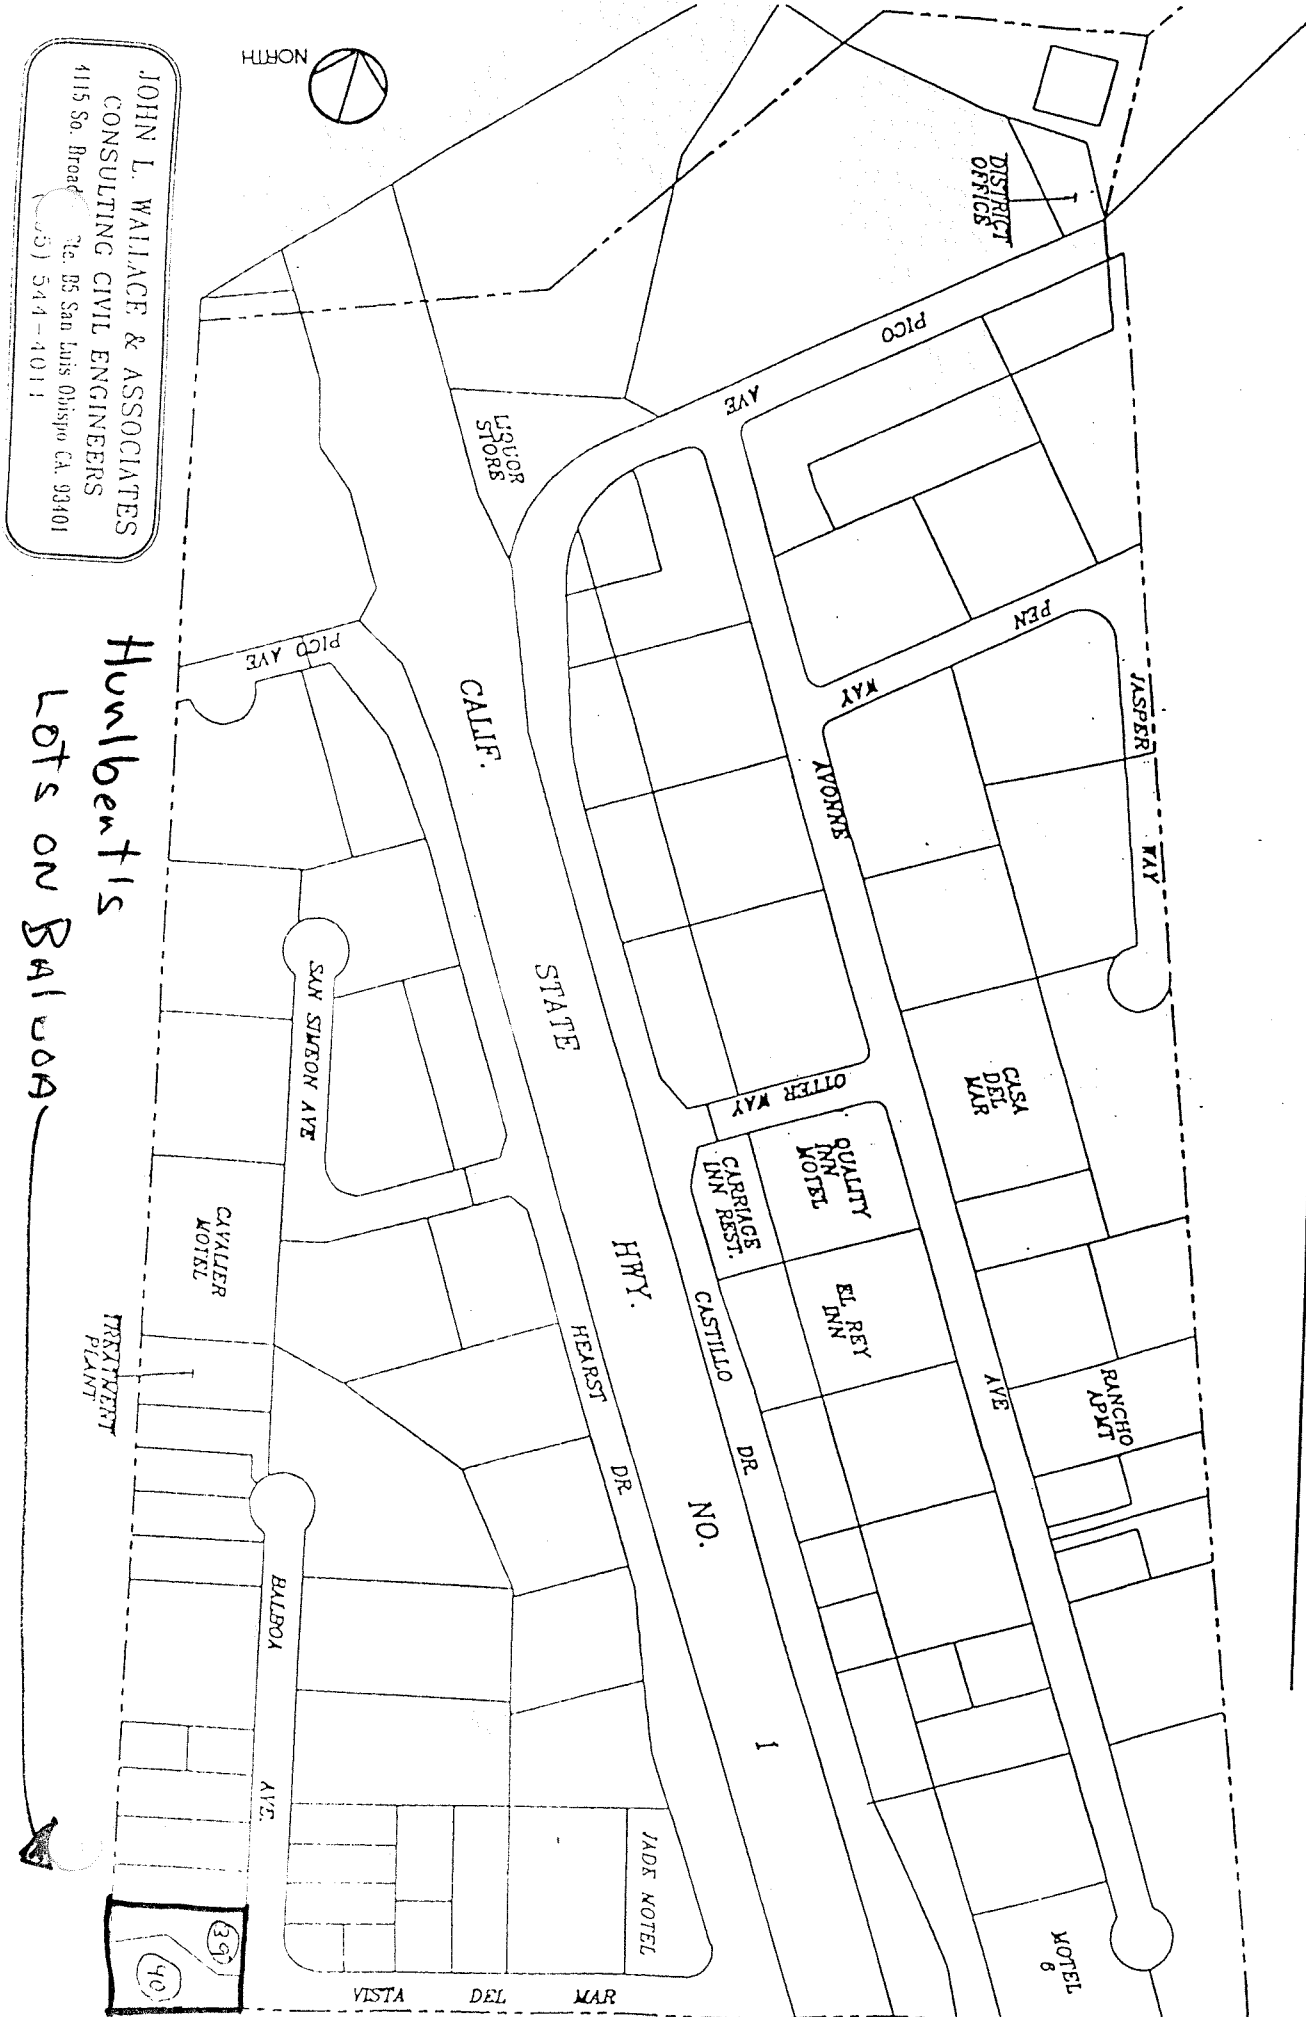 NORTH
JOHN L. WALLACE & ASSOCIATES
CONSULTING CIVIL ENGINEERS
4115 So. Broad Ste. B5 San Luis Obispo CA. 93401
544-4011
DISTRICT
OFFICE
PICO
AVE
LIQUOR
STORE
PEN
WAY
JASPER
WAY
PICO AVE
CALIF.
STATE
HWY.
NO.
1
AVONNE
AVE
SAN SIMEON AVE
OTTER WAY
CASA
DEL
MAR
QUALITY
INN
MOTEL
CARRIAGE
INN REST.
EL REY
INN
CAVALIER
MOTEL
TREATMENT
PLANT
HEARST
DR
CASTILLO
DR
RANCHO
APMT
BALBOA
AVE.
JADE MOTEL
MOTEL
6
VISTA DEL MAR
39
40
Hunlbent's
Lots on Balboa